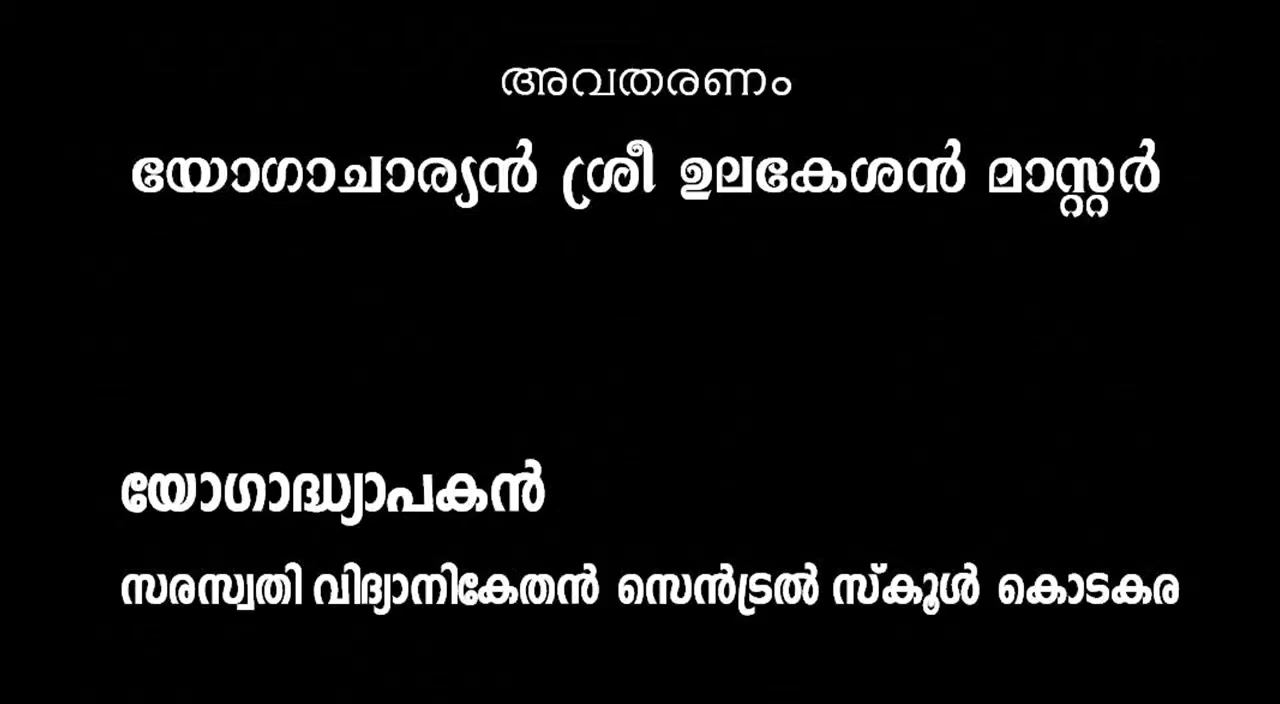 അവതരണം
യോഗാചാര്യൻ ശ്രീ ഉലകേശൻ മാസ്റ്റർ
യോഗാദ്ധ്യാപകൻ
സരസ്വതി വിദ്യാനികേതൻ സെൻട്രൽ സ്കൂൾ കൊടകര